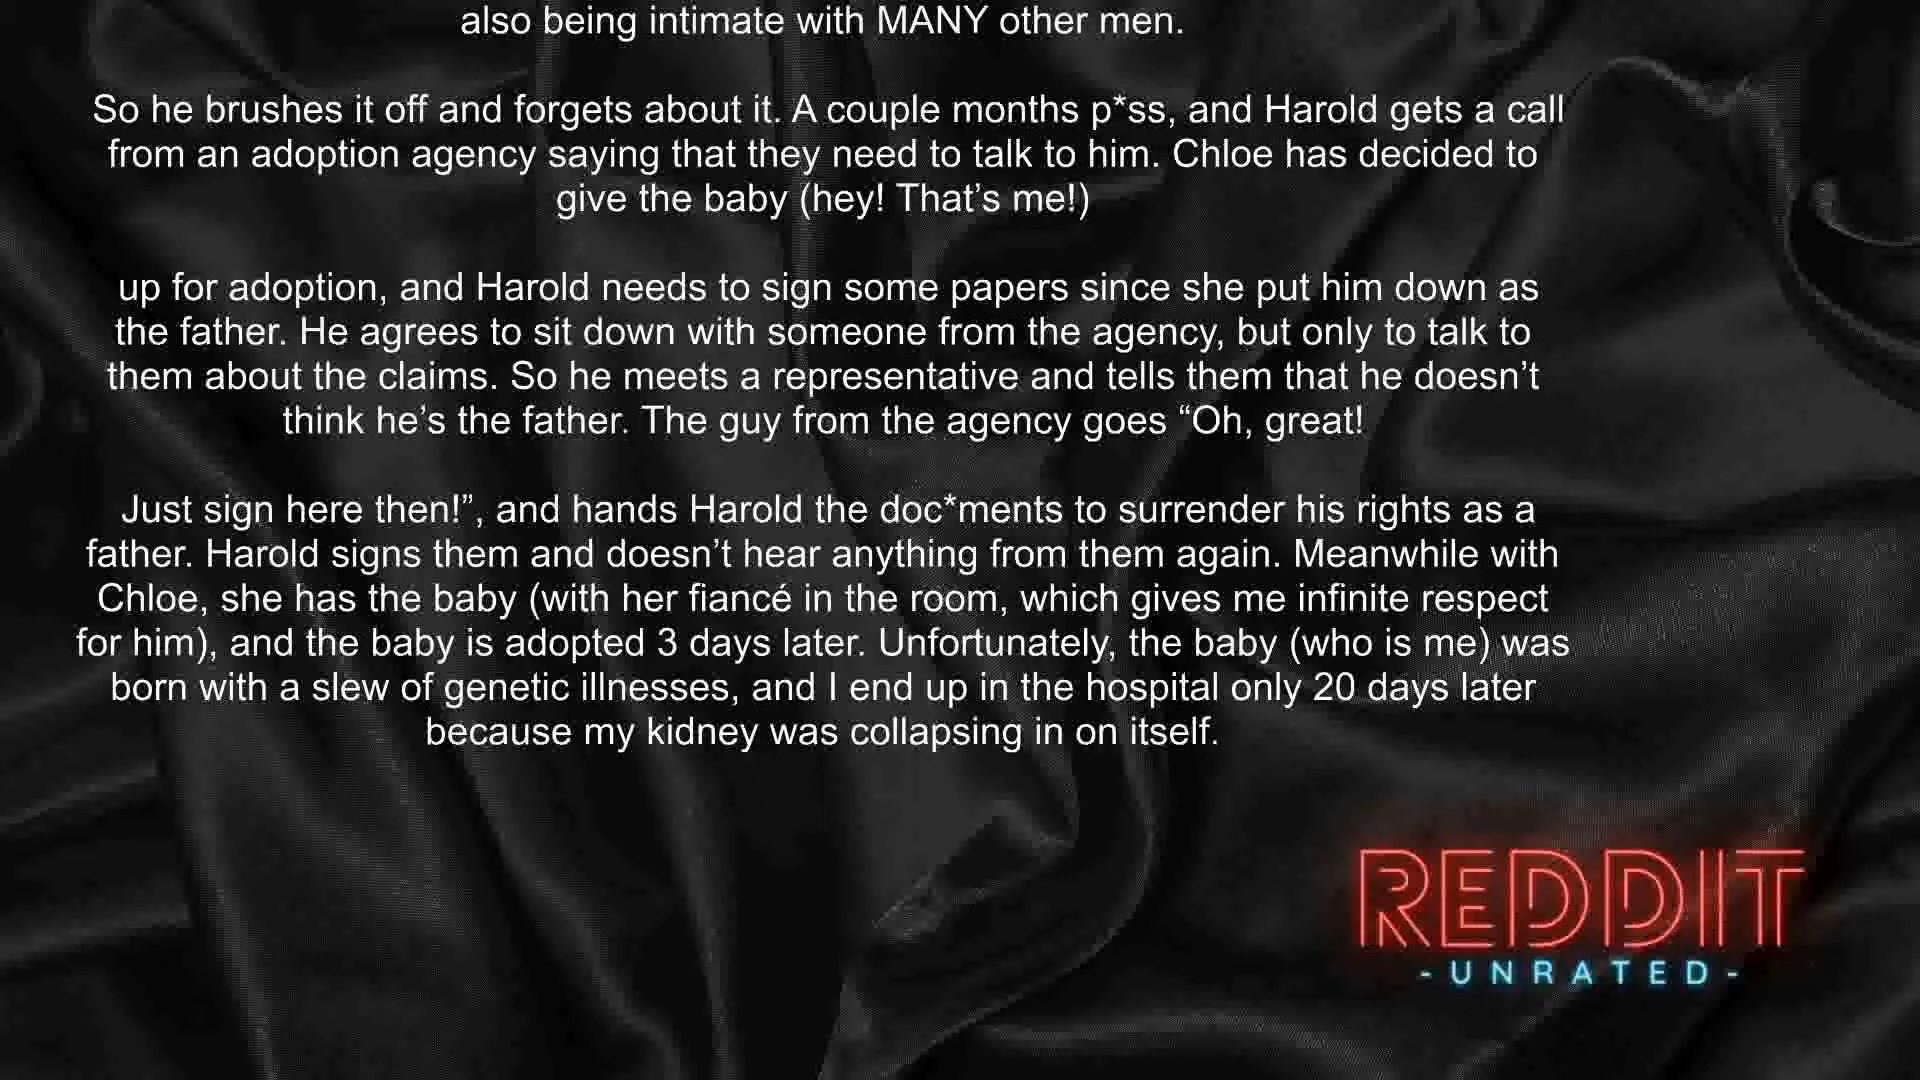 also being intimate with MANY other men.
So he brushes it off and forgets about it. A couple months p*ss, and Harold gets a call
from an adoption agency saying that they need to talk to him. Chloe has decided to
give the baby (hey! That’s me!)
up for adoption, and Harold needs to sign some papers since she put him down as
the father. He agrees to sit down with someone from the agency, but only to talk to
them about the claims. So he meets a representative and tells them that he doesn’t
think he’s the father. The guy from the agency goes “Oh, great!
Just sign here then!”, and hands Harold the doc*ments to surrender his rights as a
father. Harold signs them and doesn’t hear anything from them again. Meanwhile with
Chloe, she has the baby (with her fiancé in the room, which gives me infinite respect
for him), and the baby is adopted 3 days later. Unfortunately, the baby (who is me) was
born with a slew of genetic illnesses, and I end up in the hospital only 20 days later
because my kidney was collapsing in on itself.
REDDIT
- UNRATED -